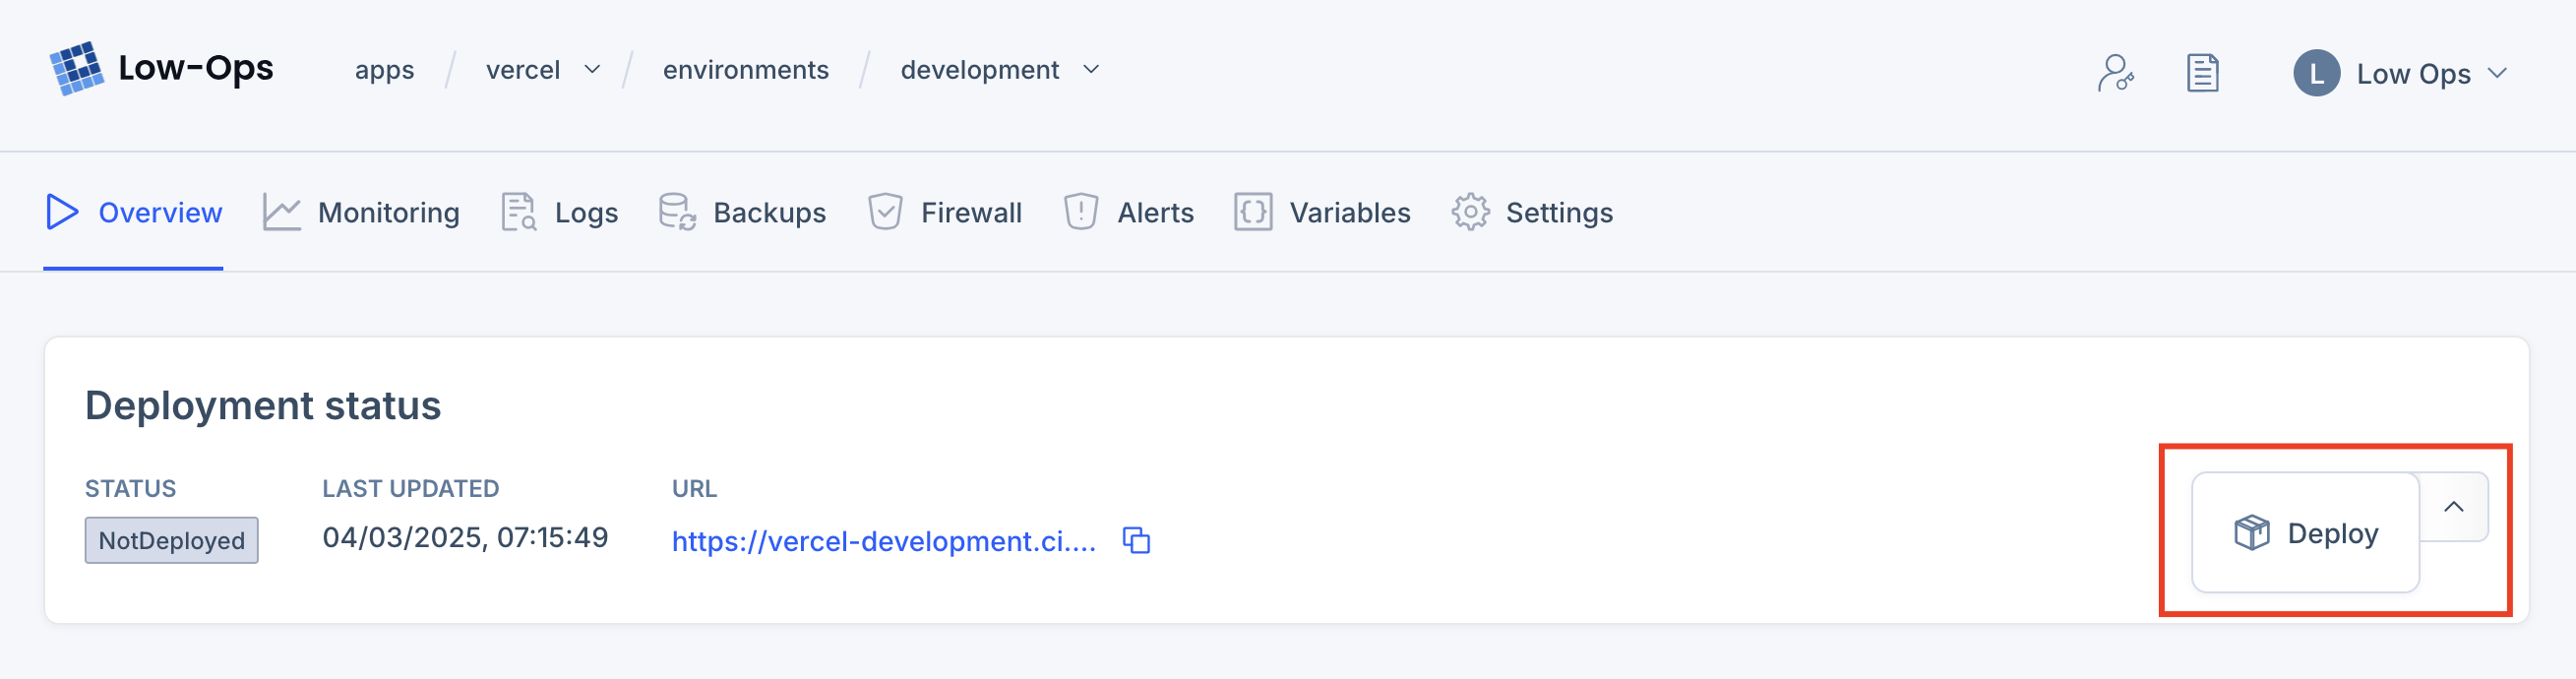 Low-Ops apps / vercel / environments / development L Low Ops
Overview Monitoring Logs Backups Firewall Alerts Variables Settings
Deployment status
STATUS LAST UPDATED URL
NotDeployed 04/03/2025, 07:15:49 https://vercel-development.ci.... Deploy